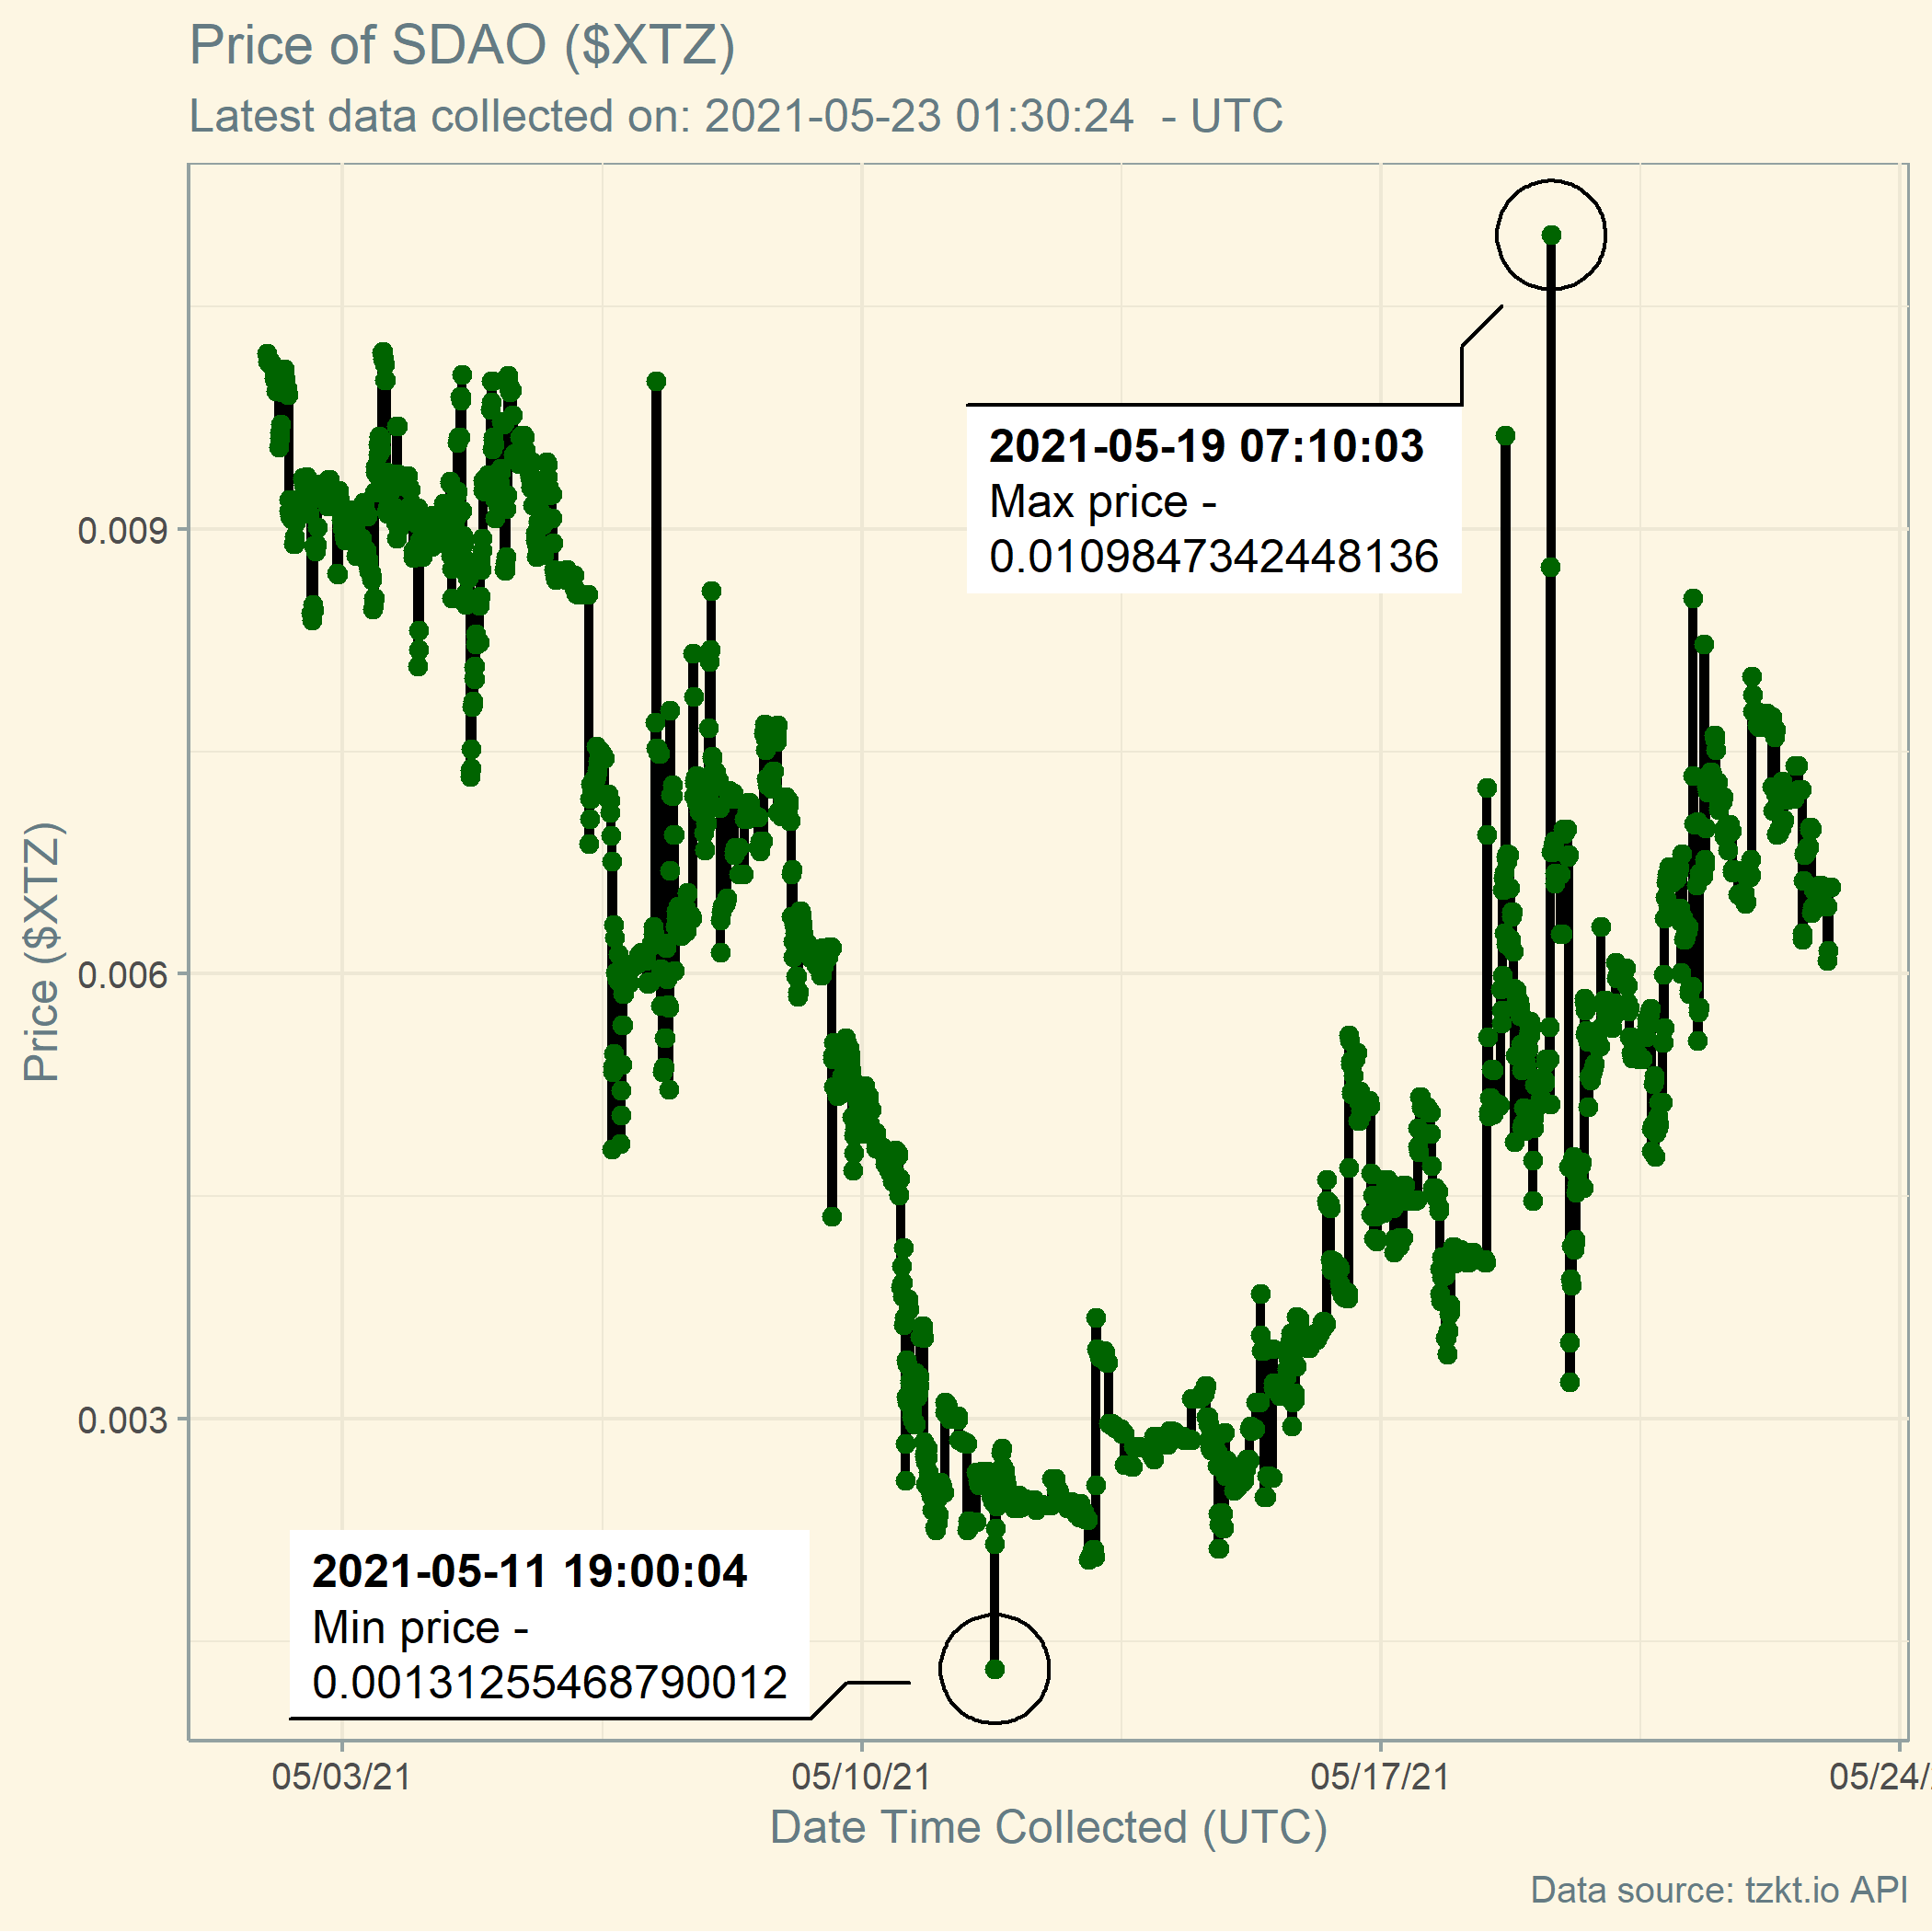 Price of SDAO ($XTZ)
Latest data collected on: 2021-05-23 01:30:24 - UTC
2021-05-19 07:10:03
Max price -
0.0109847342448136
0.009
0.006
0.003
Price ($XTZ)
2021-05-11 19:00:04
Min price -
0.00131255468790012
05/03/21
05/10/21
05/17/21
05/24/
Date Time Collected (UTC)
Data source: tzkt.io API